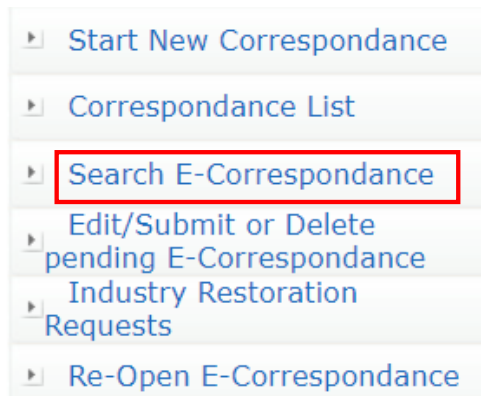 Start New Correspondance
Correspondance List
Search E-Correspondance
Edit/Submit or Delete
pending E-Correspondance
Industry Restoration
Requests
Re-Open E-Correspondance